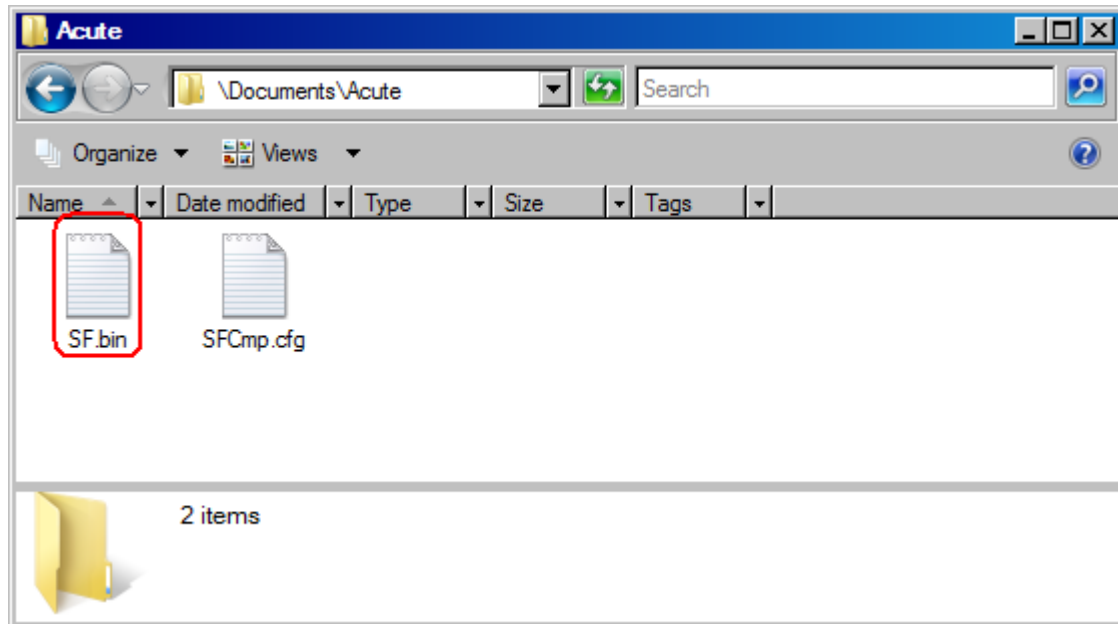 Acute
\Documents\Acute Search
Organize Views
Name Date modified Type Size Tags
SF.bin SFCmp.cfg
2 items